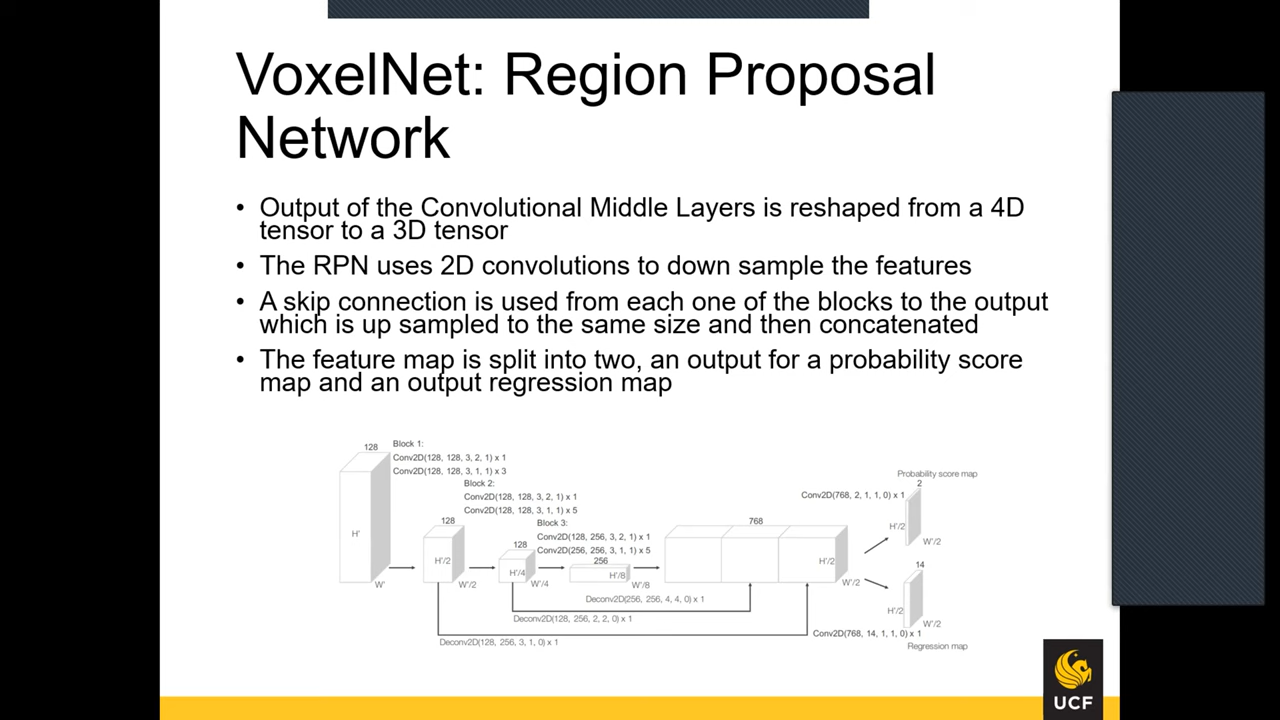 VoxelNet: Region Proposal
Network
• Output of the Convolutional Middle Layers is reshaped from a 4D
tensor to a 3D tensor
• The RPN uses 2D convolutions to down sample the features
• A skip connection is used from each one of the blocks to the output
which is up sampled to the same size and then concatenated
• The feature map is split into two, an output for a probability score
map and an output regression map
128
Block 1:
Conv2D(128, 128, 3, 2, 1) x 1
Conv2D(128, 128, 3, 1, 1) x 3
Block 2:
Conv2D(128, 128, 3, 2, 1) x 1
Conv2D(128, 128, 3, 1, 1) x 5
Block 3:
Conv2D(128, 256, 3, 2, 1) x 1
Conv2D(256, 256, 3, 1, 1) x 5
H'
W'
128
H'/2
W'/2
128
H'/4
W'/4
256
H'/8
W'/8
768
H'/2
W'/2
Deconv2D(256, 256, 4, 4, 0) x 1
Deconv2D(128, 256, 2, 2, 0) x 1
Deconv2D(128, 256, 3, 1, 0) x 1
Probability score map
2
Conv2D(768, 2, 1, 1, 0) x 1
H'/2
W'/2
14
H'/2
W'/2
Conv2D(768, 14, 1, 1, 0) x 1
Regression map
UCF